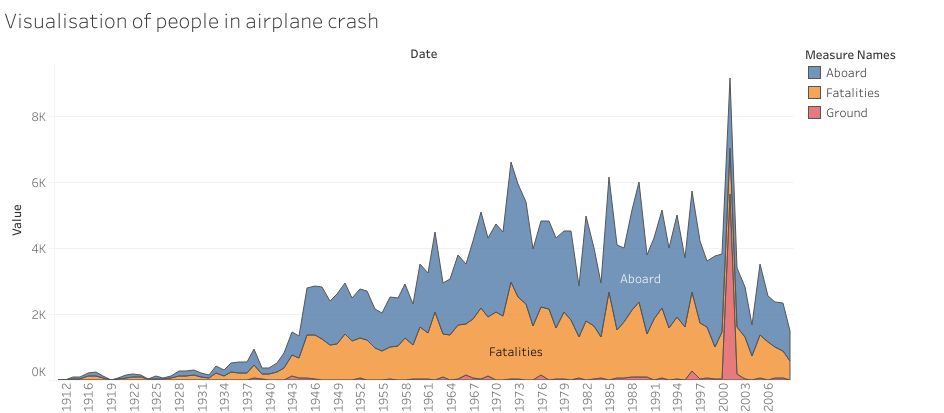 Visualisation of people in airplane crash
Date
Measure Names
Aboard
Fatalities
Ground
Value
8K
6K
4K
2K
0K
Aboard
Fatalities
1912 1916 1919 1922 1925 1928 1931 1934 1937 1940 1943 1946 1949 1952 1955 1958 1961 1964 1967 1970 1973 1976 1979 1982 1985 1988 1991 1994 1997 2000 2003 2006